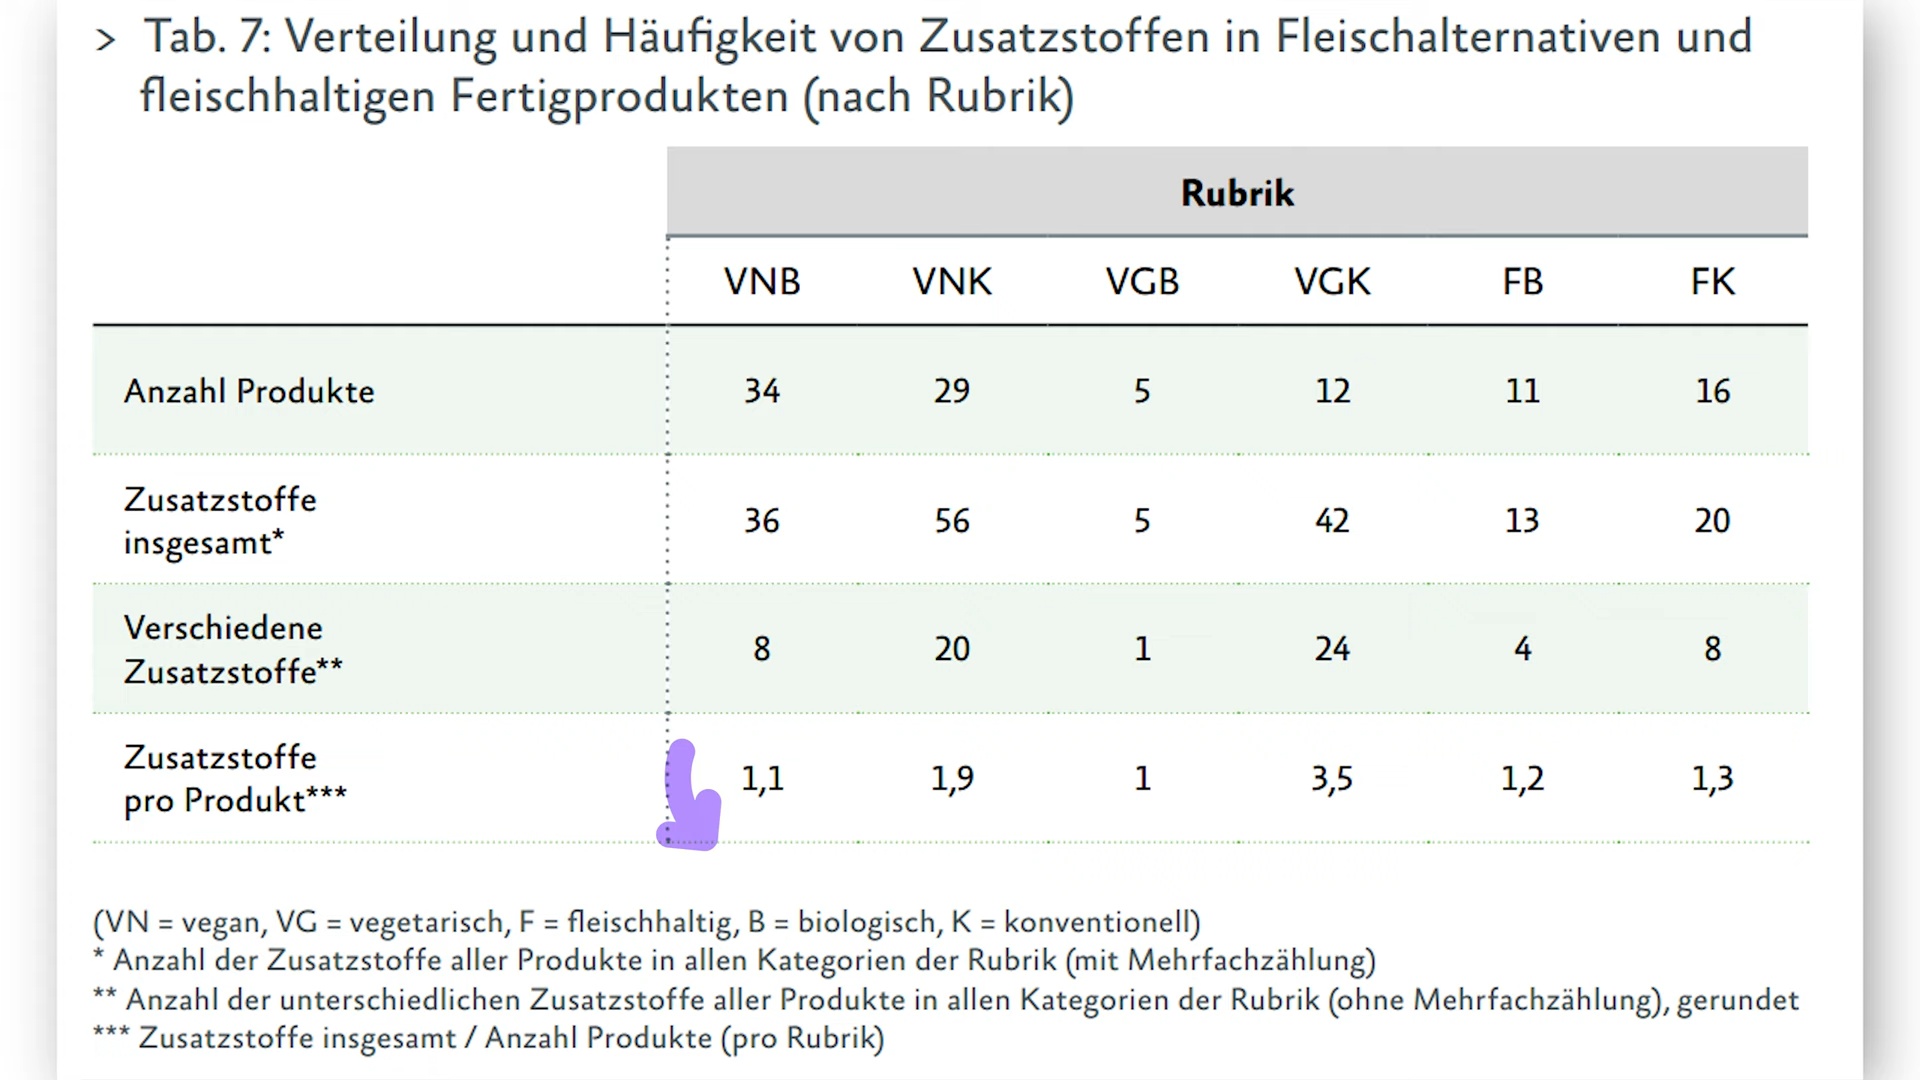 > Tab. 7: Verteilung und Häufigkeit von Zusatzstoffen in Fleischalternativen und
fleischhaltigen Fertigprodukten (nach Rubrik)
Rubrik
VNB VNK VGB VGK FB FK
Anzahl Produkte 34 29 5 12 11 16
Zusatzstoffe
insgesamt* 36 56 5 42 13 20
Verschiedene
Zusatzstoffe** 8 20 1 24 4 8
Zusatzstoffe
pro Produkt*** 1,1 1,9 1 3,5 1,2 1,3
(VN = vegan, VG = vegetarisch, F = fleischhaltig, B = biologisch, K = konventionell)
* Anzahl der Zusatzstoffe aller Produkte in allen Kategorien der Rubrik (mit Mehrfachzählung)
** Anzahl der unterschiedlichen Zusatzstoffe aller Produkte in allen Kategorien der Rubrik (ohne Mehrfachzählung), gerundet
*** Zusatzstoffe insgesamt / Anzahl Produkte (pro Rubrik)